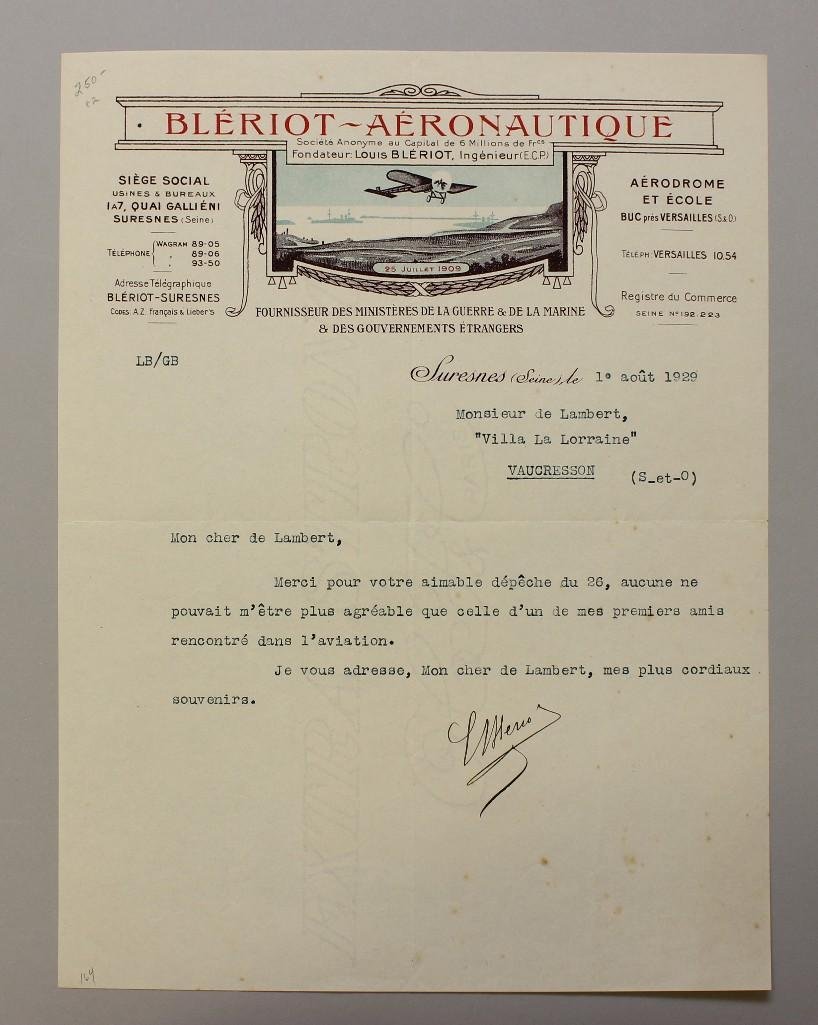 250-
x2
BLÉRIOT~AÉRONAUTIQUE
Société Anonyme au Capital de 6 Millions de Frcs
Fondateur: Louis BLÉRIOT, Ingénieur (E.C.P.)
SIÈGE SOCIAL
USINES & BUREAUX
1 À 7, QUAI GALLIÉNI
SURESNES (Seine)
TÉLÉPHONE { WAGRAM 89-05
„ 89-06
„ 93-50
Adresse Télégraphique
BLÉRIOT-SURESNES
CODES: A.Z. Français & Lieber's
25 JUILLET 1909
AÉRODROME
ET ÉCOLE
BUC près VERSAILLES (S.&O.)
TÉLÉPH: VERSAILLES 10.54
Registre du Commerce
SEINE Nº 192.223
FOURNISSEUR DES MINISTÈRES DE LA GUERRE & DE LA MARINE
& DES GOUVERNEMENTS ÉTRANGERS
LB/GB
Suresnes (Seine), le 1° août 1929
Monsieur de Lambert,
"Villa La Lorraine"
VAUCRESSON (S-et-O)
Mon cher de Lambert,
Merci pour votre aimable dépêche du 26, aucune ne
pouvait m'être plus agréable que celle d'un de mes premiers amis
rencontré dans l'aviation.
Je vous adresse, Mon cher de Lambert, mes plus cordiaux
souvenirs.
169